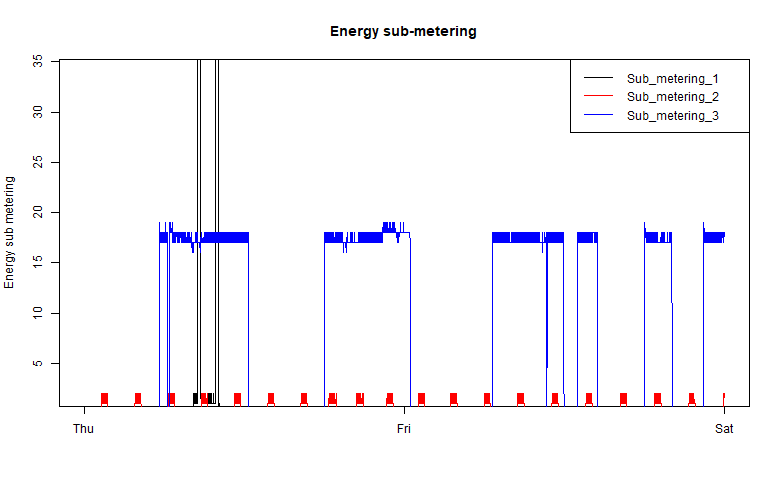 Energy sub-metering
Sub_metering_1
Sub_metering_2
Sub_metering_3
Energy sub metering
35
30
25
20
15
10
5
Thu
Fri
Sat